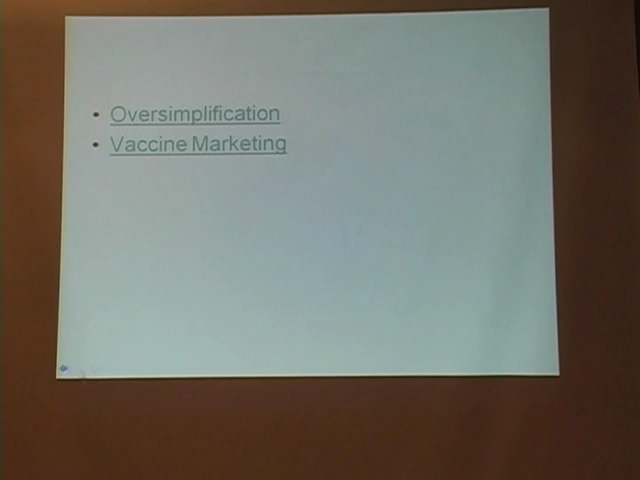 • Oversimplification
• Vaccine Marketing